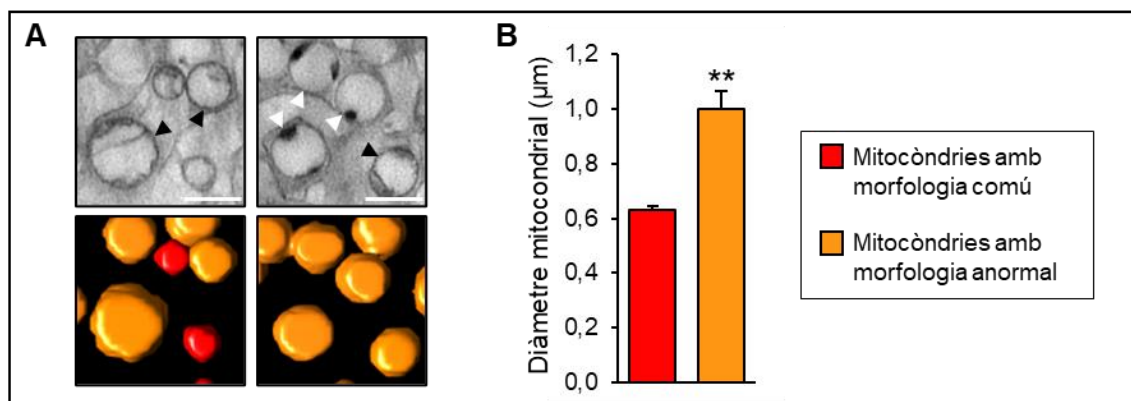 A
B
Diàmetre mitocondrial (µm)
1,2
1,0
0,8
0,6
0,4
0,2
0,0
**
Mitocòndries amb
morfologia comú
Mitocòndries amb
morfologia anormal